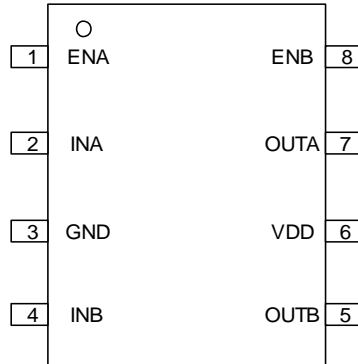 1 ENA ENB 8
2 INA OUTA 7
3 GND VDD 6
4 INB OUTB 5